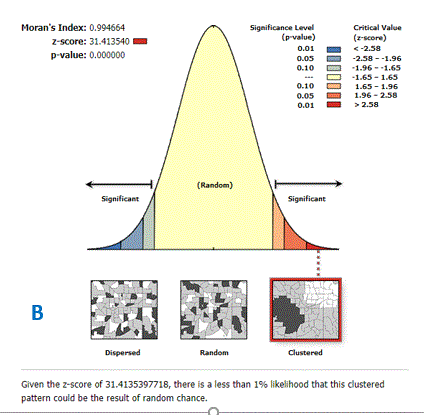 Moran's Index: 0.994664
z-score: 31.413540
p-value: 0.000000
Significance Level (p-value)
Critical Value (z-score)
0.01 < -2.58
0.05 -2.58 – -1.96
0.10 -1.96 – -1.65
--- -1.65 – 1.65
0.10 1.65 – 1.96
0.05 1.96 – 2.58
0.01 > 2.58
(Random)
Significant
Significant
B
Dispersed
Random
Clustered
Given the z-score of 31.4135397718, there is a less than 1% likelihood that this clustered
pattern could be the result of random chance.